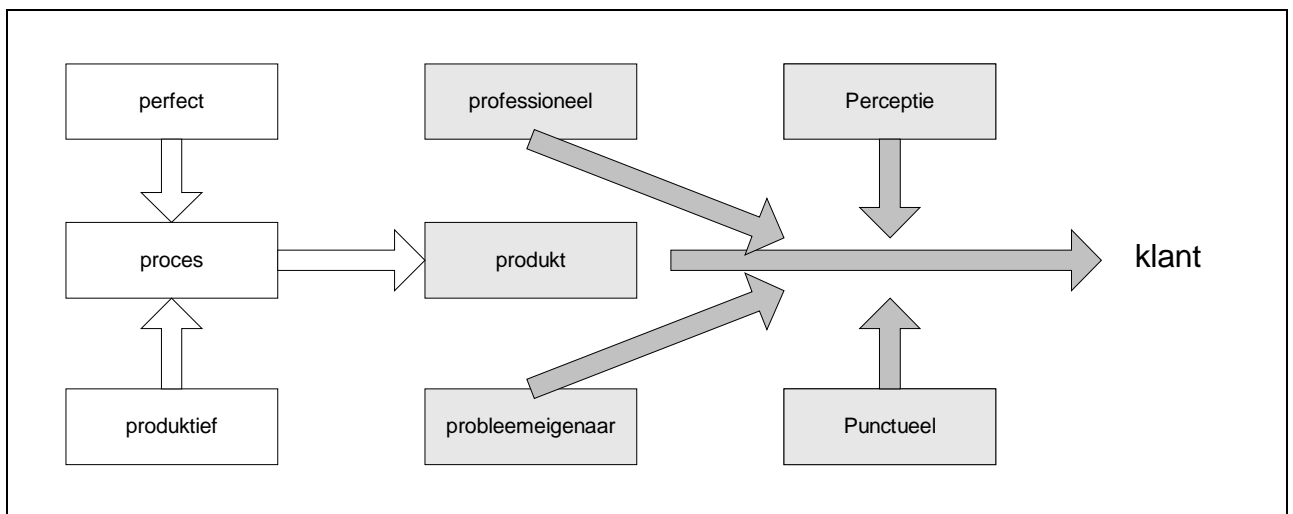 perfect
professioneel
Perceptie
proces
produkt
klant
produktief
probleemeigenaar
Punctueel